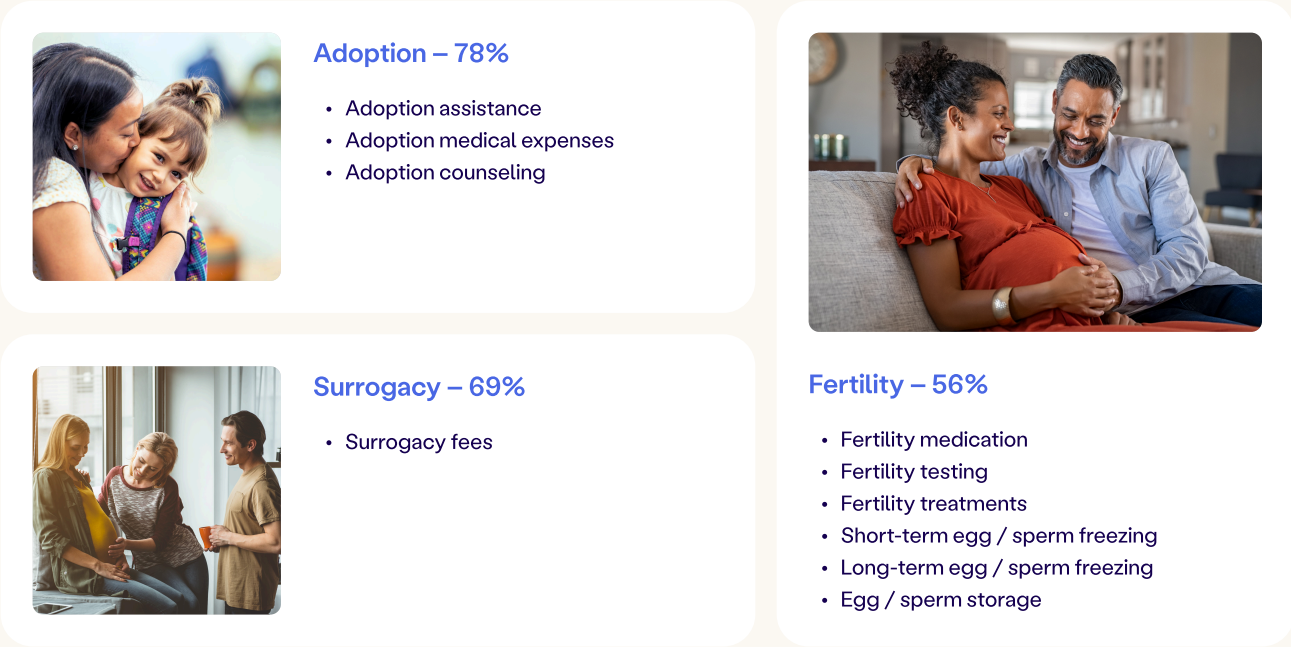 Adoption – 78%
• Adoption assistance
• Adoption medical expenses
• Adoption counseling
Surrogacy – 69%
• Surrogacy fees
Fertility – 56%
• Fertility medication
• Fertility testing
• Fertility treatments
• Short-term egg / sperm freezing
• Long-term egg / sperm freezing
• Egg / sperm storage